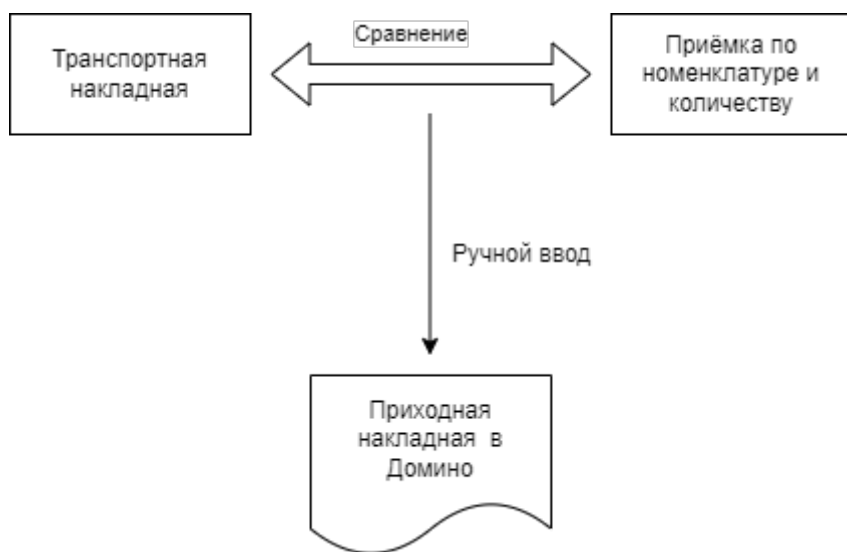 Сравнение
Транспортная
накладная
Приёмка по
номенклатуре и
количеству
Ручной ввод
Приходная
накладная в
Домино